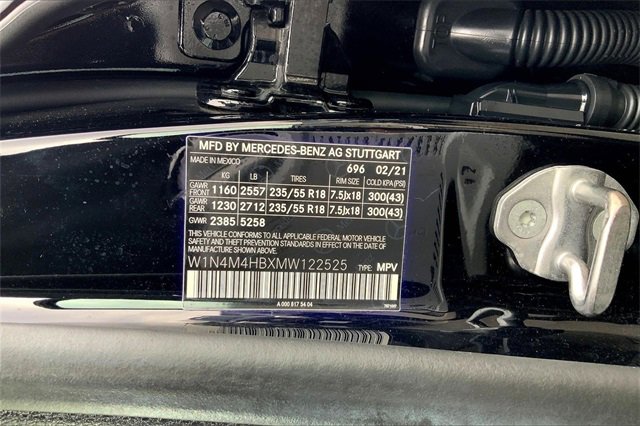 MFD BY MERCEDES-BENZ AG STUTTGART
MADE IN MEXICO 696 02/21
KG LB TIRES RIM SIZE COLD KPA (PSI)
GAWR FRONT 1160 2557 235/55 R18 7.5Jx18 300(43)
GAWR REAR 1230 2712 235/55 R18 7.5Jx18 300(43)
GVWR 2385 5258
THIS VEHICLE CONFORMS TO ALL APPLICABLE FEDERAL MOTOR VEHICLE
SAFETY AND THEFT PREVENTION STANDARDS IN EFFECT ON THE DATE OF
MANUFACTURE SHOWN ABOVE.
W1N4M4HBXMW122525 TYPE: MPV
A 000 817 54 04